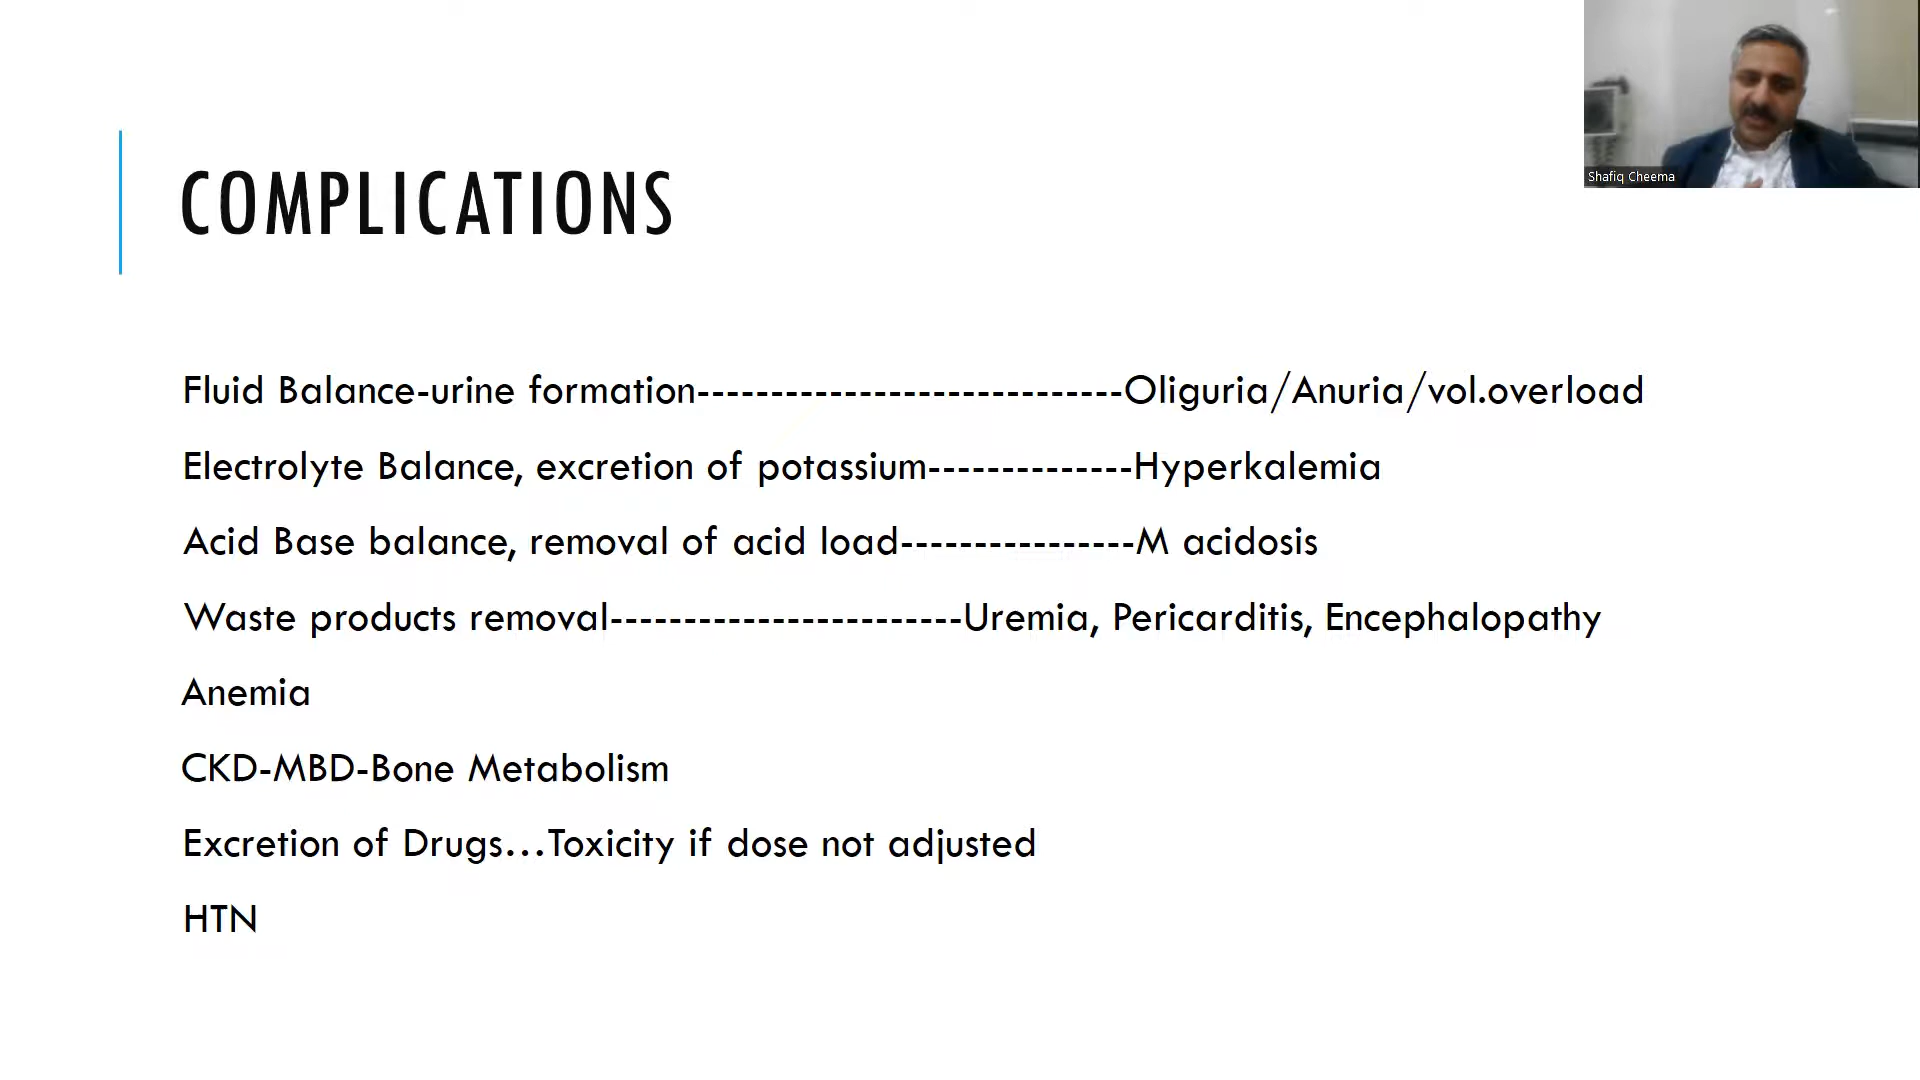 Shafiq Cheema
COMPLICATIONS
Fluid Balance-urine formation-----------------------------Oliguria/Anuria/vol.overload
Electrolyte Balance, excretion of potassium--------------Hyperkalemia
Acid Base balance, removal of acid load----------------M acidosis
Waste products removal------------------------Uremia, Pericarditis, Encephalopathy
Anemia
CKD-MBD-Bone Metabolism
Excretion of Drugs...Toxicity if dose not adjusted
HTN